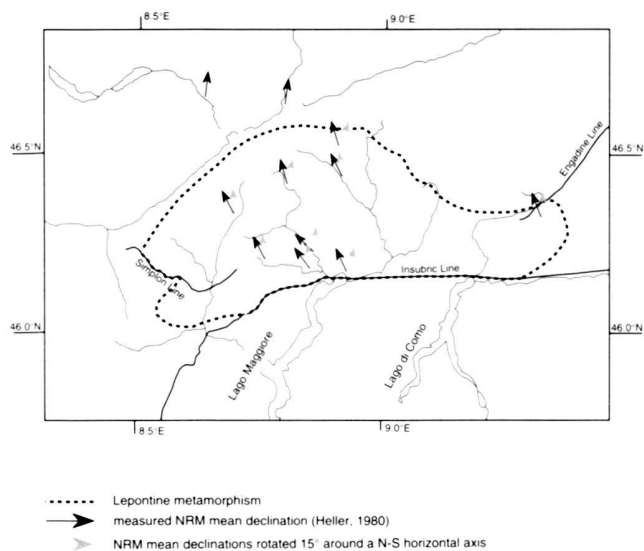 8.5°E 9.0°E
46.5°N 46.5°N
Engadine Line
Simplon Line
Insubric Line
46.0°N 46.0°N
Lago Maggiore
Lago di Como
8.5°E 9.0°E
Lepontine metamorphism
measured NRM mean declination (Heller, 1980)
NRM mean declinations rotated 15° around a N-S horizontal axis